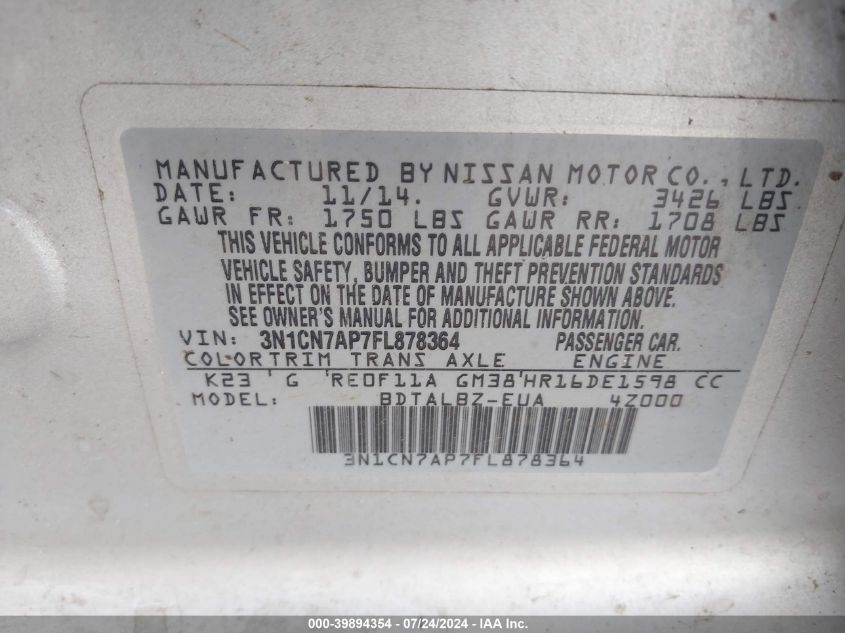 MANUFACTURED BY NISSAN MOTOR CO., LTD.
DATE: 11/14. GVWR: 3426 LBS
GAWR FR: 1750 LBS GAWR RR: 1708 LBS
THIS VEHICLE CONFORMS TO ALL APPLICABLE FEDERAL MOTOR
VEHICLE SAFETY, BUMPER AND THEFT PREVENTION STANDARDS
IN EFFECT ON THE DATE OF MANUFACTURE SHOWN ABOVE.
SEE OWNER'S MANUAL FOR ADDITIONAL INFORMATION.
VIN: 3N1CN7AP7FL878364 PASSENGER CAR.
COLORTRIM TRANS AXLE ENGINE
K23 ' G 'RE0F11A GM38'HR16DE1598 CC
MODEL: BDTALBZ-EUA 4Z000
3N1CN7AP7FL878364
000-39894354 / 07/24/2024 - IAA Inc.